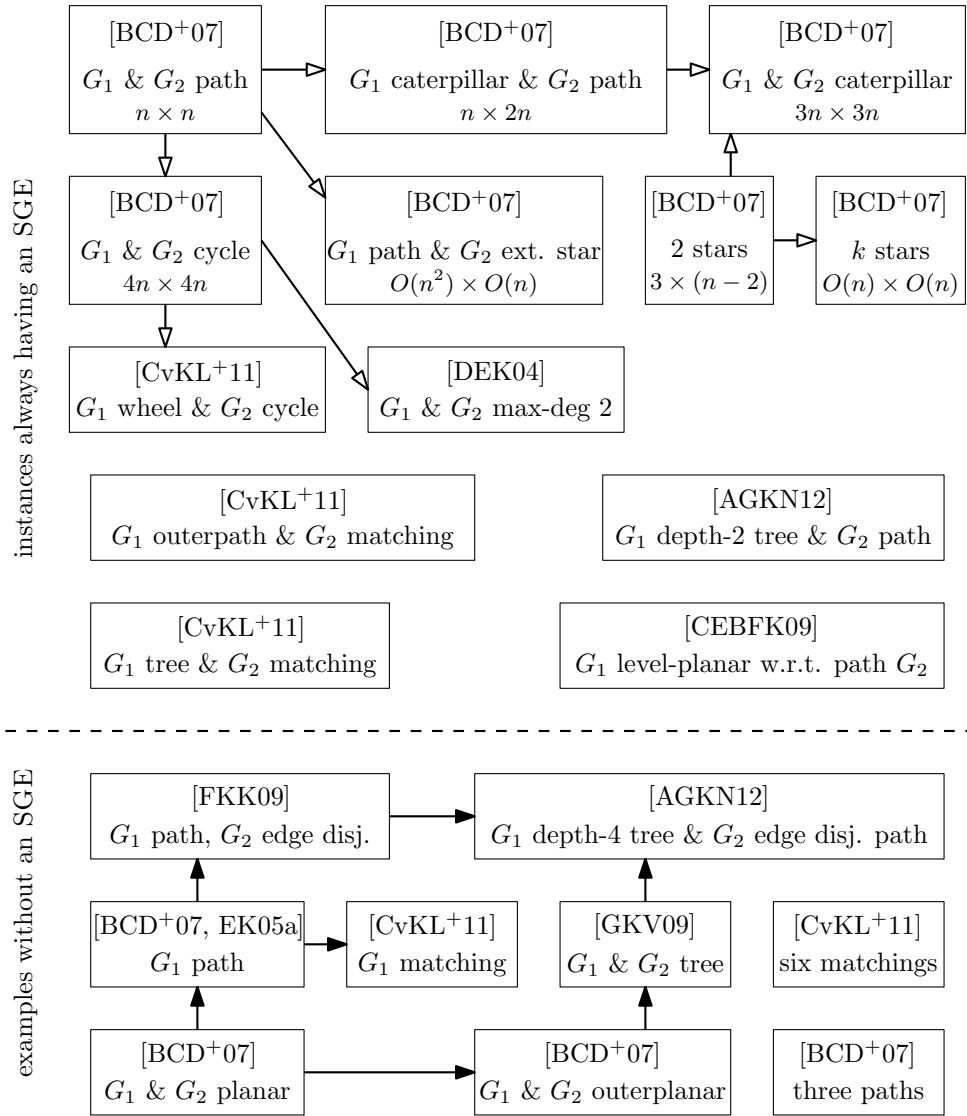 instances always having an SGE
[BCD⁺07]
G₁ & G₂ path
n × n
[BCD⁺07]
G₁ caterpillar & G₂ path
n × 2n
[BCD⁺07]
G₁ & G₂ caterpillar
3n × 3n
[BCD⁺07]
G₁ & G₂ cycle
4n × 4n
[BCD⁺07]
G₁ path & G₂ ext. star
O(n²) × O(n)
[BCD⁺07]
2 stars
3 × (n − 2)
[BCD⁺07]
k stars
O(n) × O(n)
[CvKL⁺11]
G₁ wheel & G₂ cycle
[DEK04]
G₁ & G₂ max-deg 2
[CvKL⁺11]
G₁ outerpath & G₂ matching
[AGKN12]
G₁ depth-2 tree & G₂ path
[CvKL⁺11]
G₁ tree & G₂ matching
[CEBFK09]
G₁ level-planar w.r.t. path G₂
examples without an SGE
[FKK09]
G₁ path, G₂ edge disj.
[AGKN12]
G₁ depth-4 tree & G₂ edge disj. path
[BCD⁺07, EK05a]
G₁ path
[CvKL⁺11]
G₁ matching
[GKV09]
G₁ & G₂ tree
[CvKL⁺11]
six matchings
[BCD⁺07]
G₁ & G₂ planar
[BCD⁺07]
G₁ & G₂ outerplanar
[BCD⁺07]
three paths